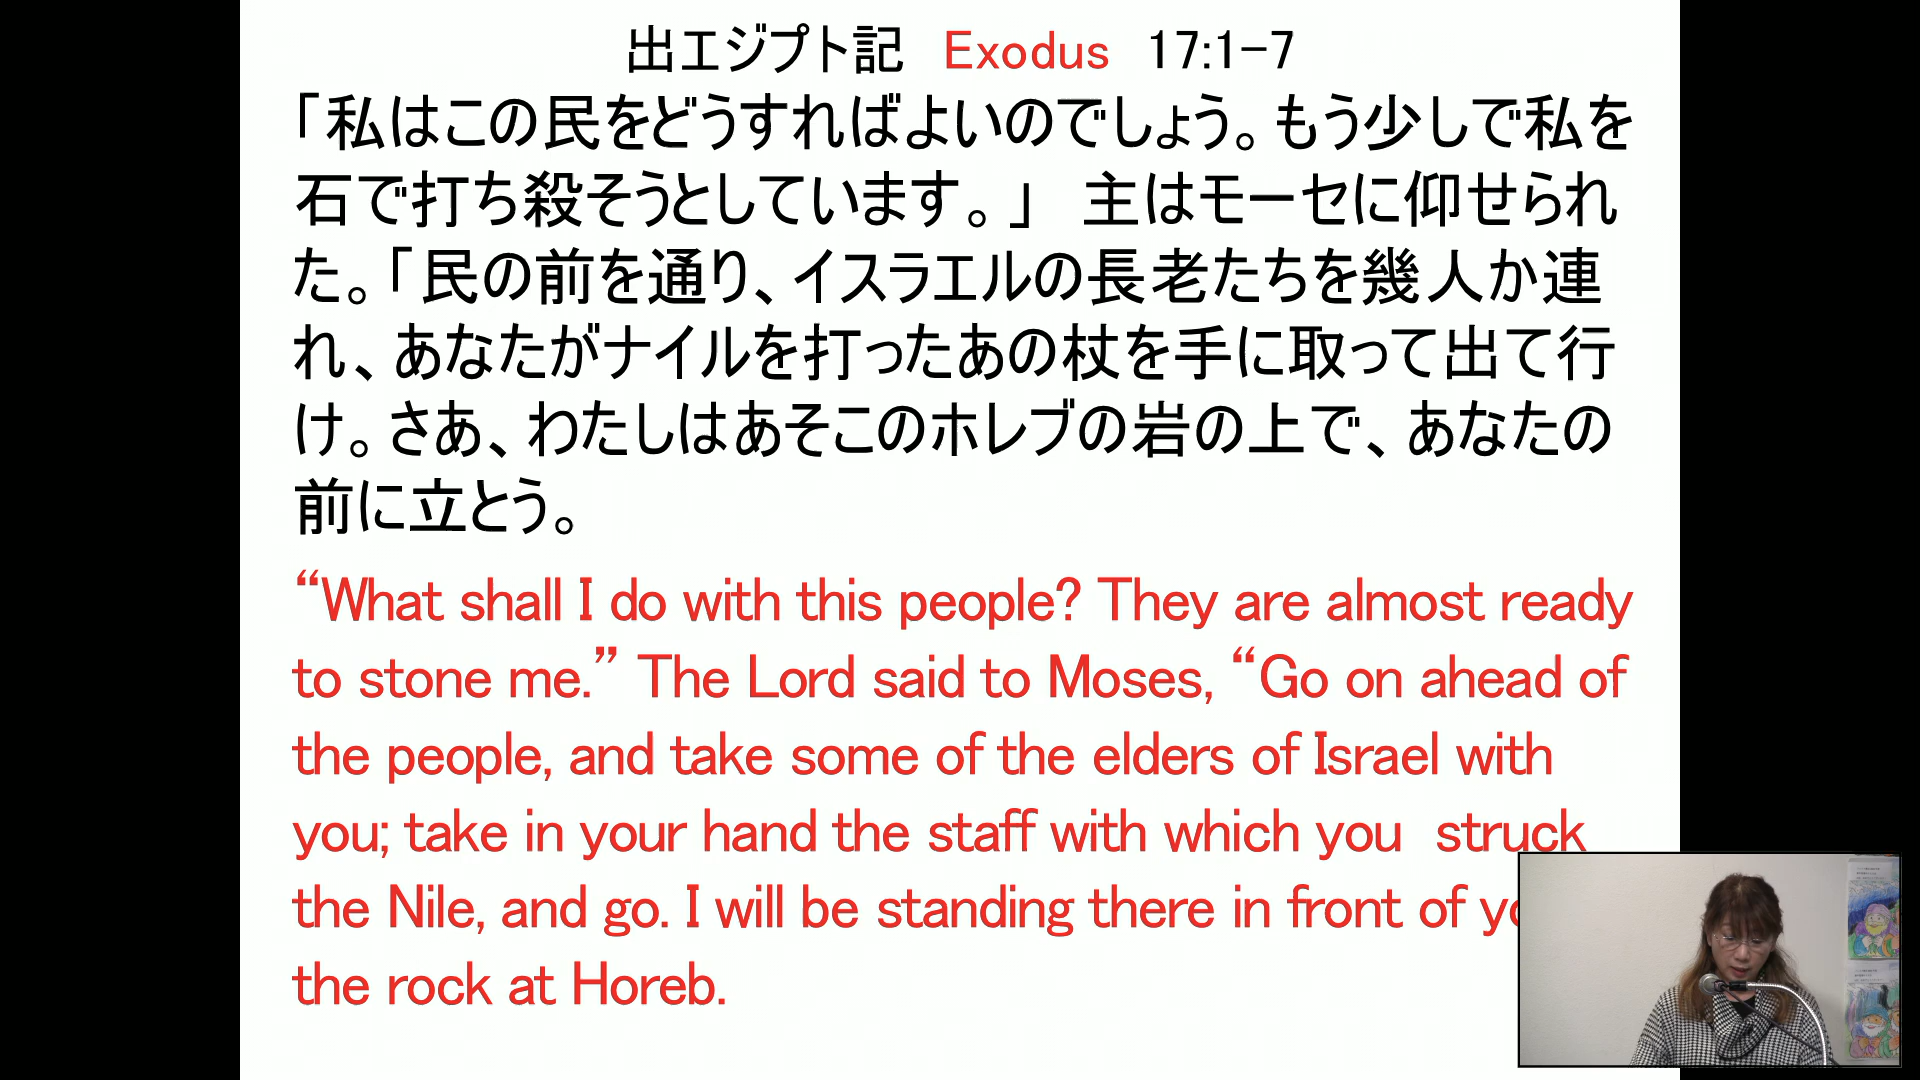 出エジプト記 Exodus 17:1-7
「私はこの民をどうすればよいのでしょう。もう少しで私を
石で打ち殺そうとしています。」 主はモーセに仰せられ
た。「民の前を通り、イスラエルの長老たちを幾人か連
れ、あなたがナイルを打ったあの杖を手に取って出て行
け。さあ、わたしはあそこのホレブの岩の上で、あなたの
前に立とう。
“What shall I do with this people? They are almost ready
to stone me.” The Lord said to Moses, “Go on ahead of
the people, and take some of the elders of Israel with
you; take in your hand the staff with which you struck
the Nile, and go. I will be standing there in front of
the rock at Horeb.